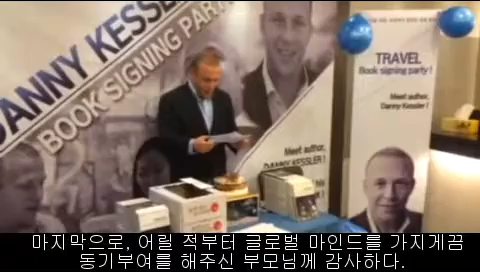 DANNY KESSLER
BOOK SIGNING PARTY
Meet author,
DANNY KESSLER !
TRAVEL
Book signing party !
Meet author,
Danny Kessler !
마지막으로, 어릴 적부터 글로벌 마인드를 가지게끔
동기부여를 해주신 부모님께 감사하다.